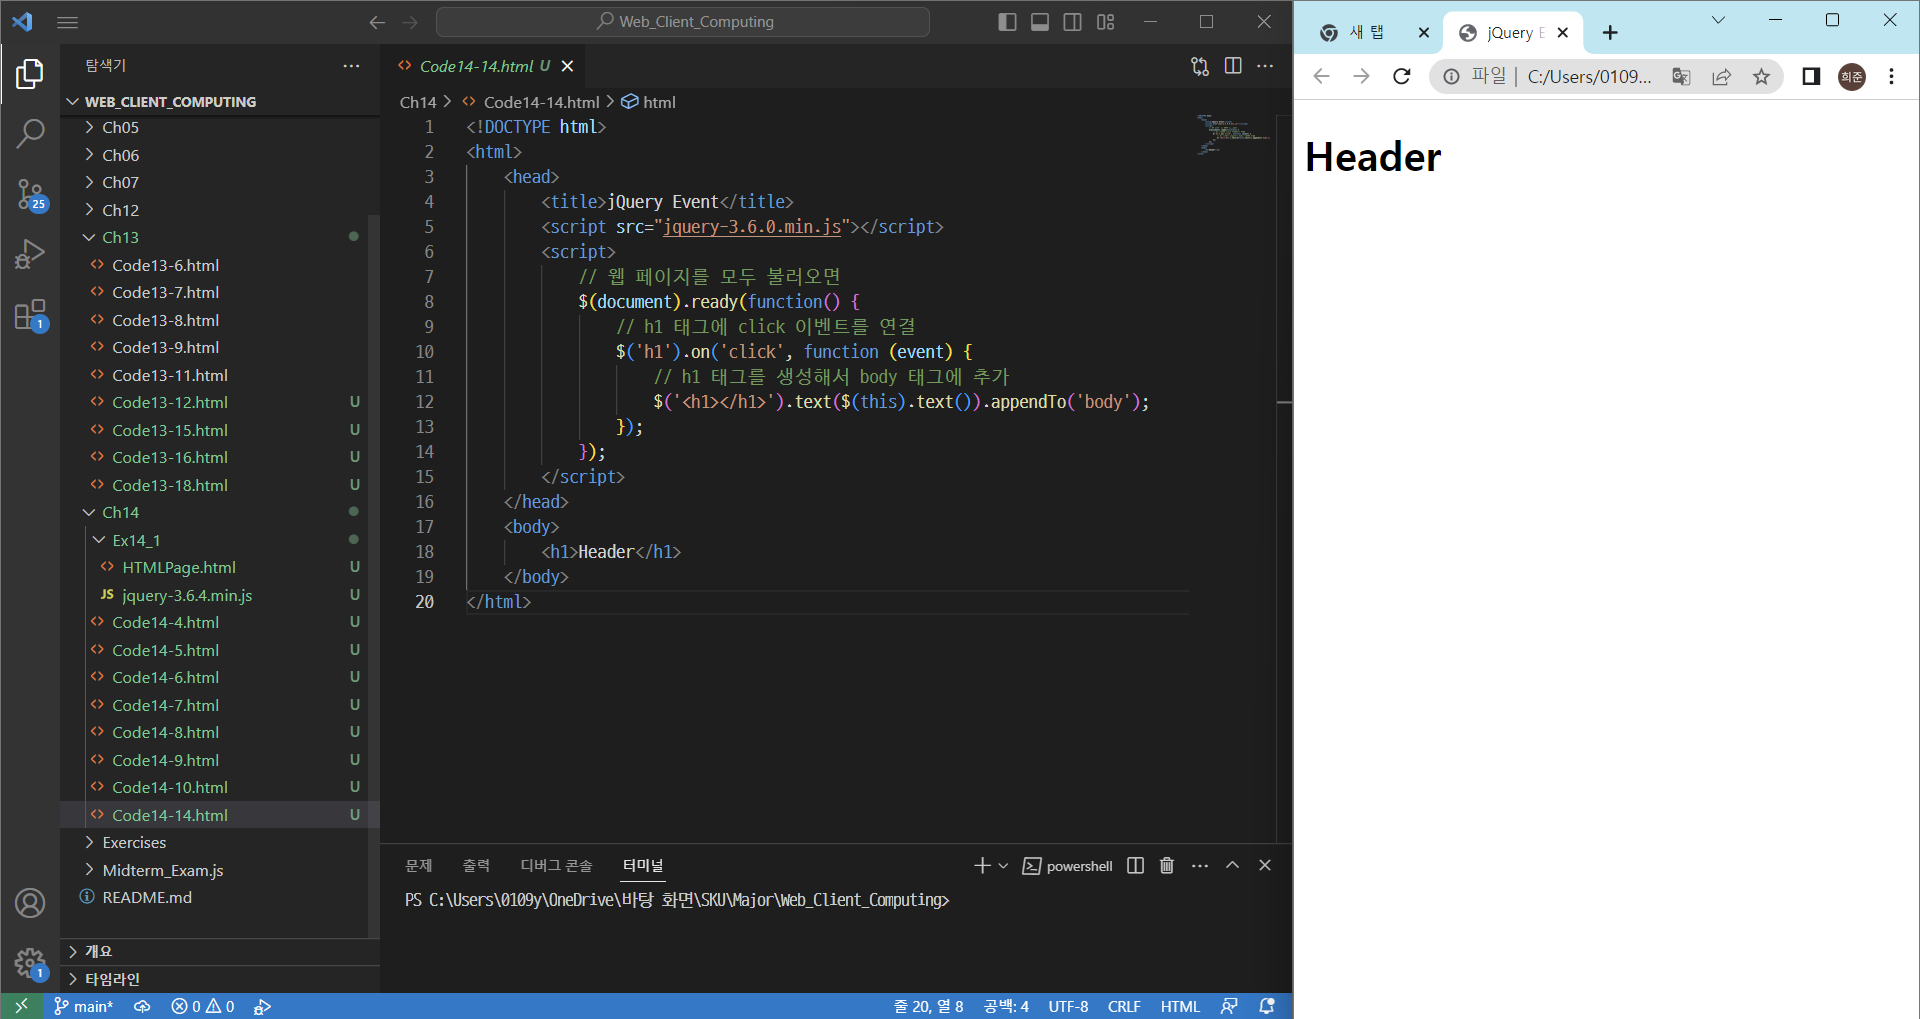 Web_Client_Computing
탐색기
WEB_CLIENT_COMPUTING
Ch05
Ch06
Ch07
Ch12
Ch13
Code13-6.html
Code13-7.html
Code13-8.html
Code13-9.html
Code13-11.html
Code13-12.html U
Code13-15.html U
Code13-16.html U
Code13-18.html U
Ch14
Ex14_1
HTMLPage.html U
JS jquery-3.6.4.min.js U
Code14-4.html U
Code14-5.html U
Code14-6.html U
Code14-7.html U
Code14-8.html U
Code14-9.html U
Code14-10.html U
Code14-14.html U
Exercises
Midterm_Exam.js
README.md
개요
타임라인
25
1
1
Code14-14.html U
Ch14 > Code14-14.html > html
1 <!DOCTYPE html>
2 <html>
3 <head>
4 <title>jQuery Event</title>
5 <script src="jquery-3.6.0.min.js"></script>
6 <script>
7 // 웹 페이지를 모두 불러오면
8 $(document).ready(function() {
9 // h1 태그에 click 이벤트를 연결
10 $('h1').on('click', function (event) {
11 // h1 태그를 생성해서 body 태그에 추가
12 $('<h1></h1>').text($(this).text()).appendTo('body');
13 });
14 });
15 </script>
16 </head>
17 <body>
18 <h1>Header</h1>
19 </body>
20 </html>
문제 출력 디버그 콘솔 터미널
powershell
PS C:\Users\0109y\OneDrive\바탕 화면\SKU\Major\Web_Client_Computing>
main* 0 0
줄 20, 열 8 공백: 4 UTF-8 CRLF HTML
새 탭
jQuery E
파일 | C:/Users/0109...
희준
Header